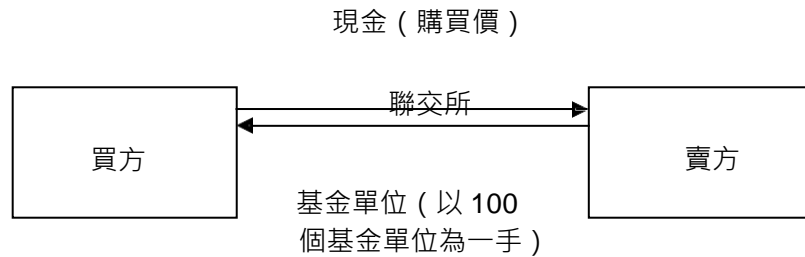 現金（購買價）
聯交所
買方
賣方
基金單位（以 100
個基金單位為一手）